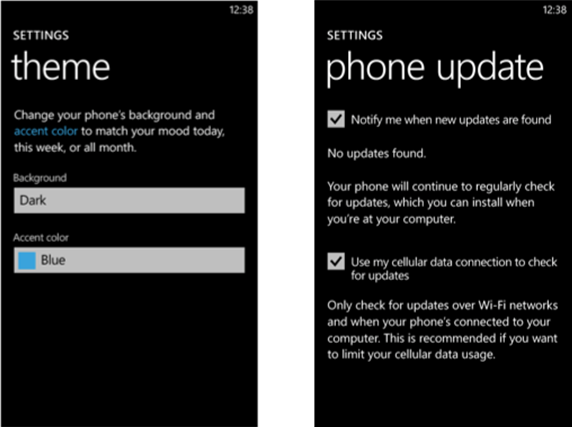 12:38
SETTINGS
theme
Change your phone's background and
accent color to match your mood today,
this week, or all month.
Background
Dark
Accent color
Blue
12:38
SETTINGS
phone update
Notify me when new updates are found
No updates found.
Your phone will continue to regularly check
for updates, which you can install when
you're at your computer.
Use my cellular data connection to check
for updates
Only check for updates over Wi-Fi networks
and when your phone's connected to your
computer. This is recommended if you want
to limit your cellular data usage.